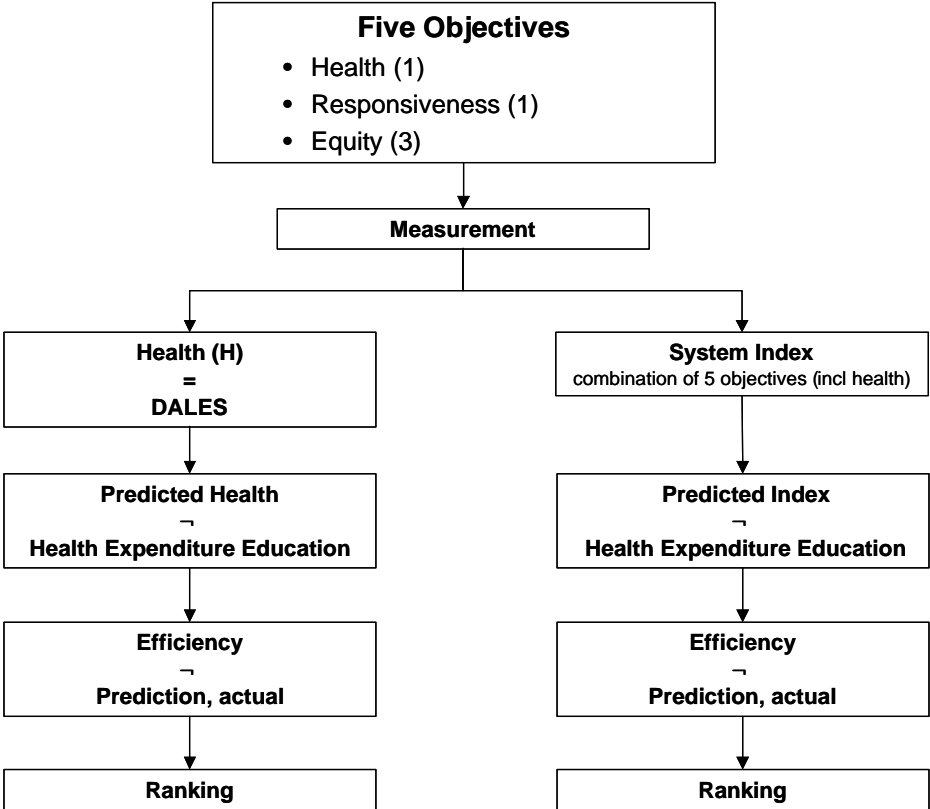 Five Objectives
• Health (1)
• Responsiveness (1)
• Equity (3)
Measurement
Health (H)
=
DALES
System Index
combination of 5 objectives (incl health)
Predicted Health
¬
Health Expenditure Education
Predicted Index
¬
Health Expenditure Education
Efficiency
¬
Prediction, actual
Efficiency
¬
Prediction, actual
Ranking
Ranking